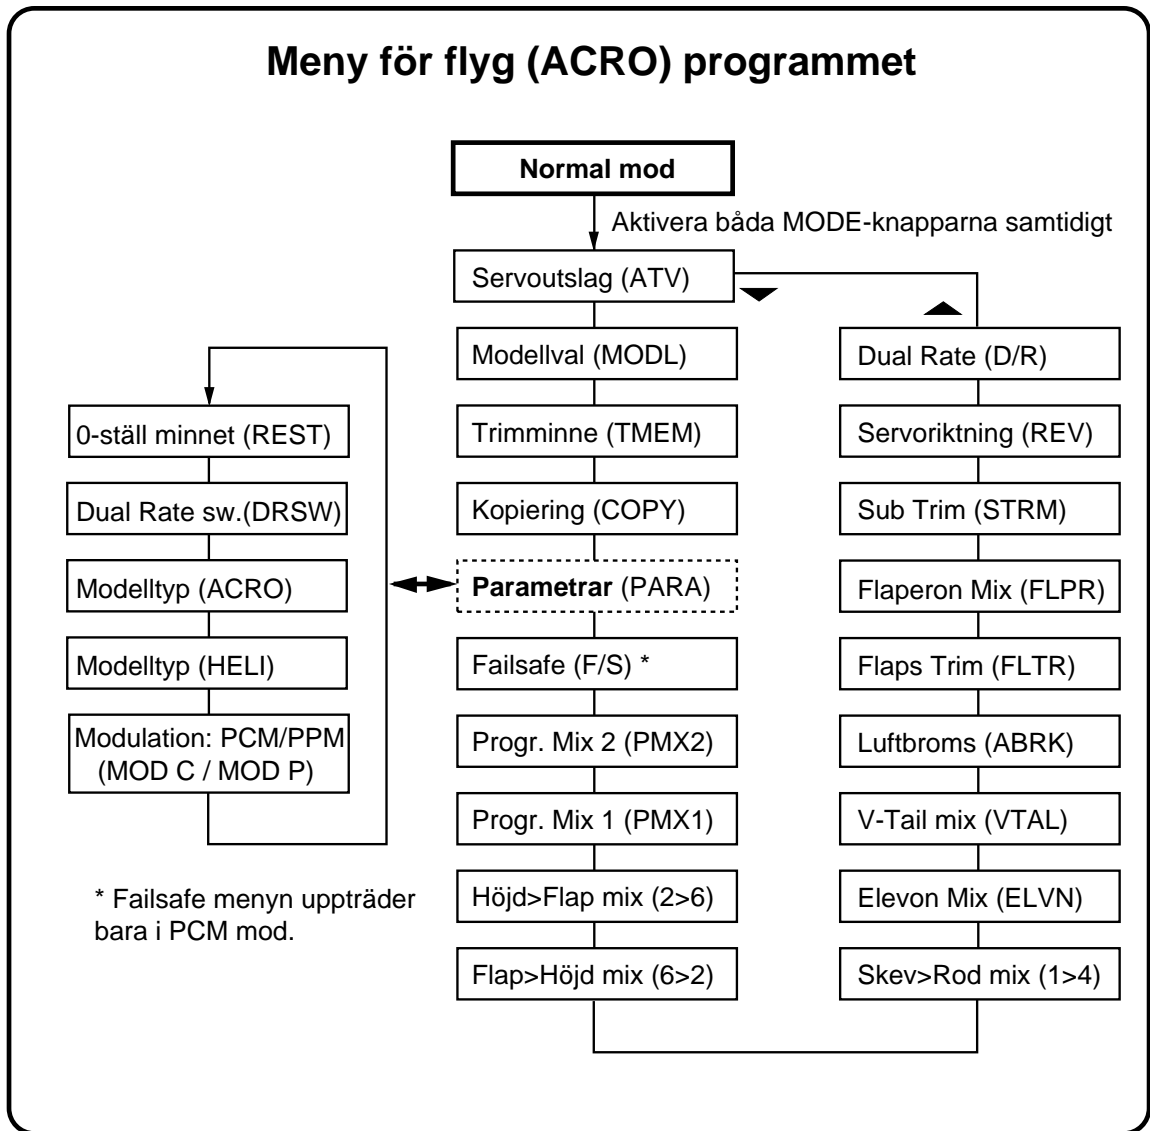 Meny för flyg (ACRO) programmet
Normal mod
Aktivera båda MODE-knapparna samtidigt
Servoutslag (ATV)
Modellval (MODL)
Trimminne (TMEM)
Kopiering (COPY)
Parametrar (PARA)
Failsafe (F/S) *
Progr. Mix 2 (PMX2)
Progr. Mix 1 (PMX1)
Höjd>Flap mix (2>6)
Flap>Höjd mix (6>2)
Dual Rate (D/R)
Servoriktning (REV)
Sub Trim (STRM)
Flaperon Mix (FLPR)
Flaps Trim (FLTR)
Luftbroms (ABRK)
V-Tail mix (VTAL)
Elevon Mix (ELVN)
Skev>Rod mix (1>4)
0-ställ minnet (REST)
Dual Rate sw.(DRSW)
Modelltyp (ACRO)
Modelltyp (HELI)
Modulation: PCM/PPM
(MOD C / MOD P)
* Failsafe menyn uppträder
bara i PCM mod.